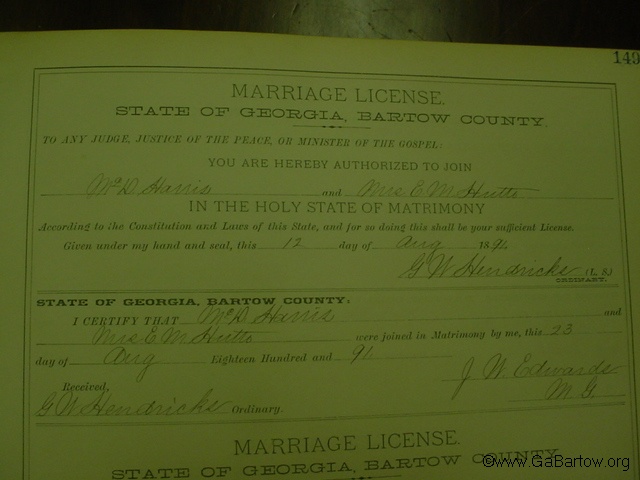 149
MARRIAGE LICENSE.
STATE OF GEORGIA, BARTOW COUNTY.
TO ANY JUDGE, JUSTICE OF THE PEACE, OR MINISTER OF THE GOSPEL:
YOU ARE HEREBY AUTHORIZED TO JOIN
McD Harris and Mrs E. M. Hutto
IN THE HOLY STATE OF MATRIMONY
According to the Constitution and Laws of this State, and for so doing this shall be your sufficient License.
Given under my hand and seal, this 12 day of Aug 1891.
G W Hendricks (L. S.)
ORDINARY.
STATE OF GEORGIA, BARTOW COUNTY:
I CERTIFY THAT McD. Harris and
Mrs E. M. Hutto were joined in Matrimony by me, this 23
day of Aug Eighteen Hundred and 91
J W Edwards
M G.
Received,
G W Hendricks Ordinary.
MARRIAGE LICENSE.
STATE OF GEORGIA, BARTOW COUNTY.
©www.GaBartow.org